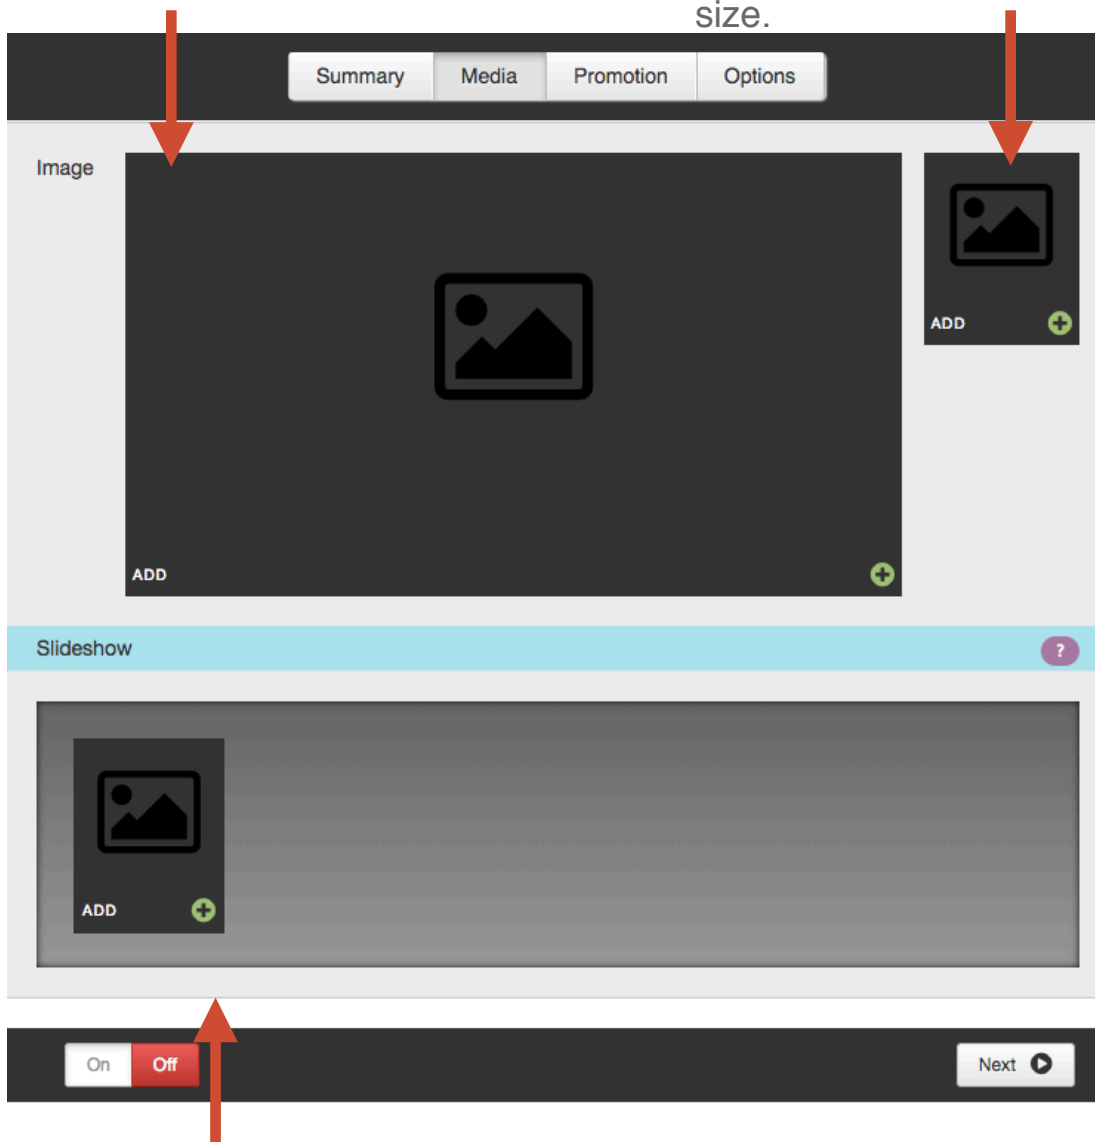 size.
Summary Media Promotion Options
Image
ADD
ADD
Slideshow ?
ADD
On Off Next